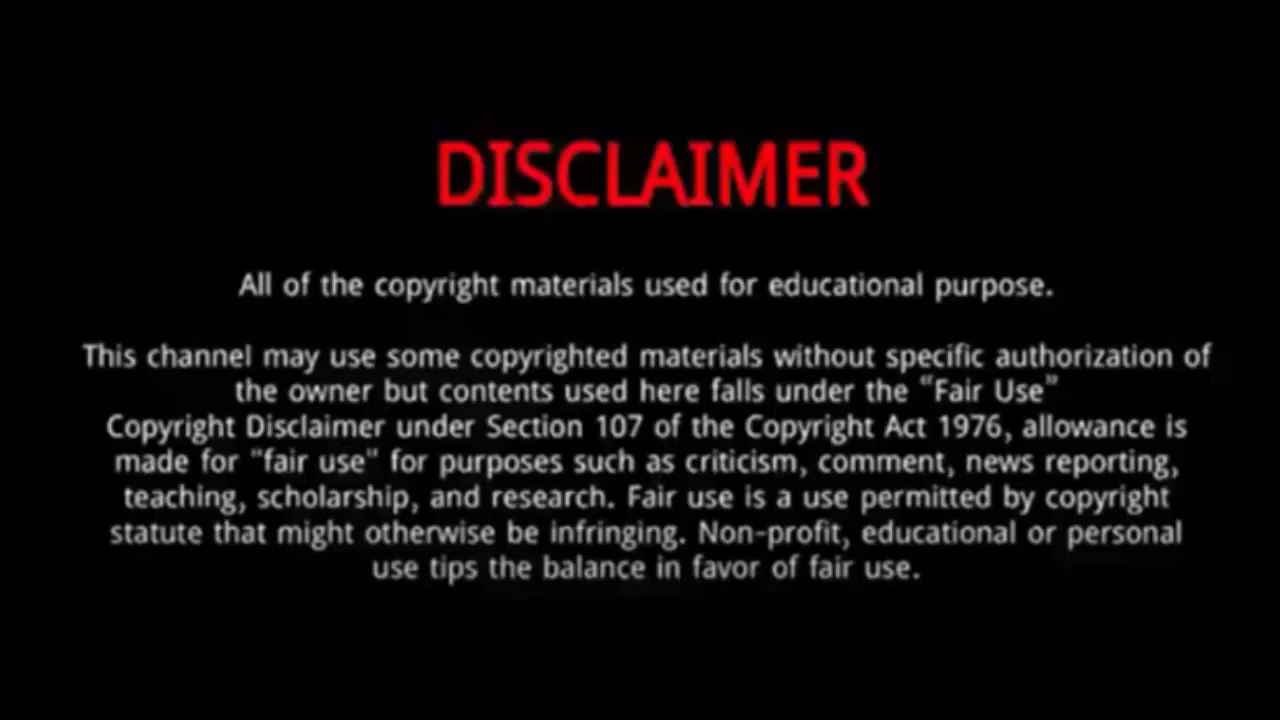 DISCLAIMER
All of the copyright materials used for educational purpose.
This channel may use some copyrighted materials without specific authorization of
the owner but contents used here falls under the “Fair Use”
Copyright Disclaimer under Section 107 of the Copyright Act 1976, allowance is
made for "fair use" for purposes such as criticism, comment, news reporting,
teaching, scholarship, and research. Fair use is a use permitted by copyright
statute that might otherwise be infringing. Non-profit, educational or personal
use tips the balance in favor of fair use.